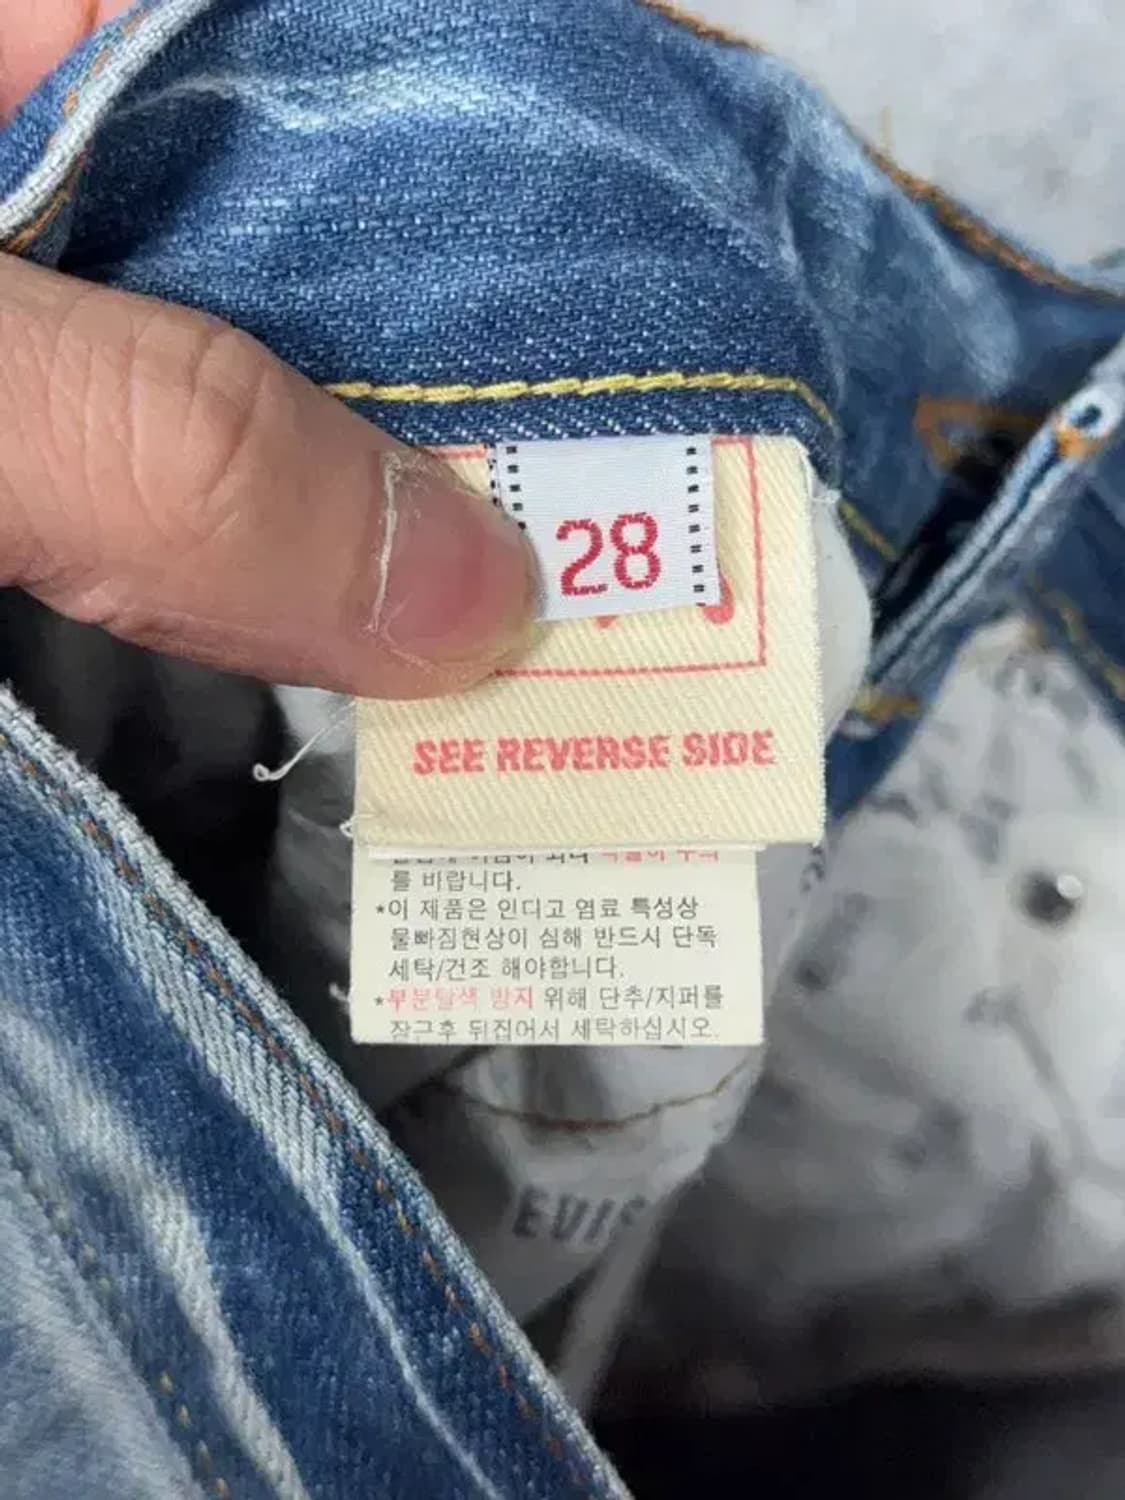 28
SEE REVERSE SIDE
를 바랍니다.
*이 제품은 인디고 염료 특성상
물빠짐현상이 심해 반드시 단독
세탁/건조 해야합니다.
*부분탈색 방지 위해 단추/지퍼를
잠근후 뒤집어서 세탁하십시오.
EVIS